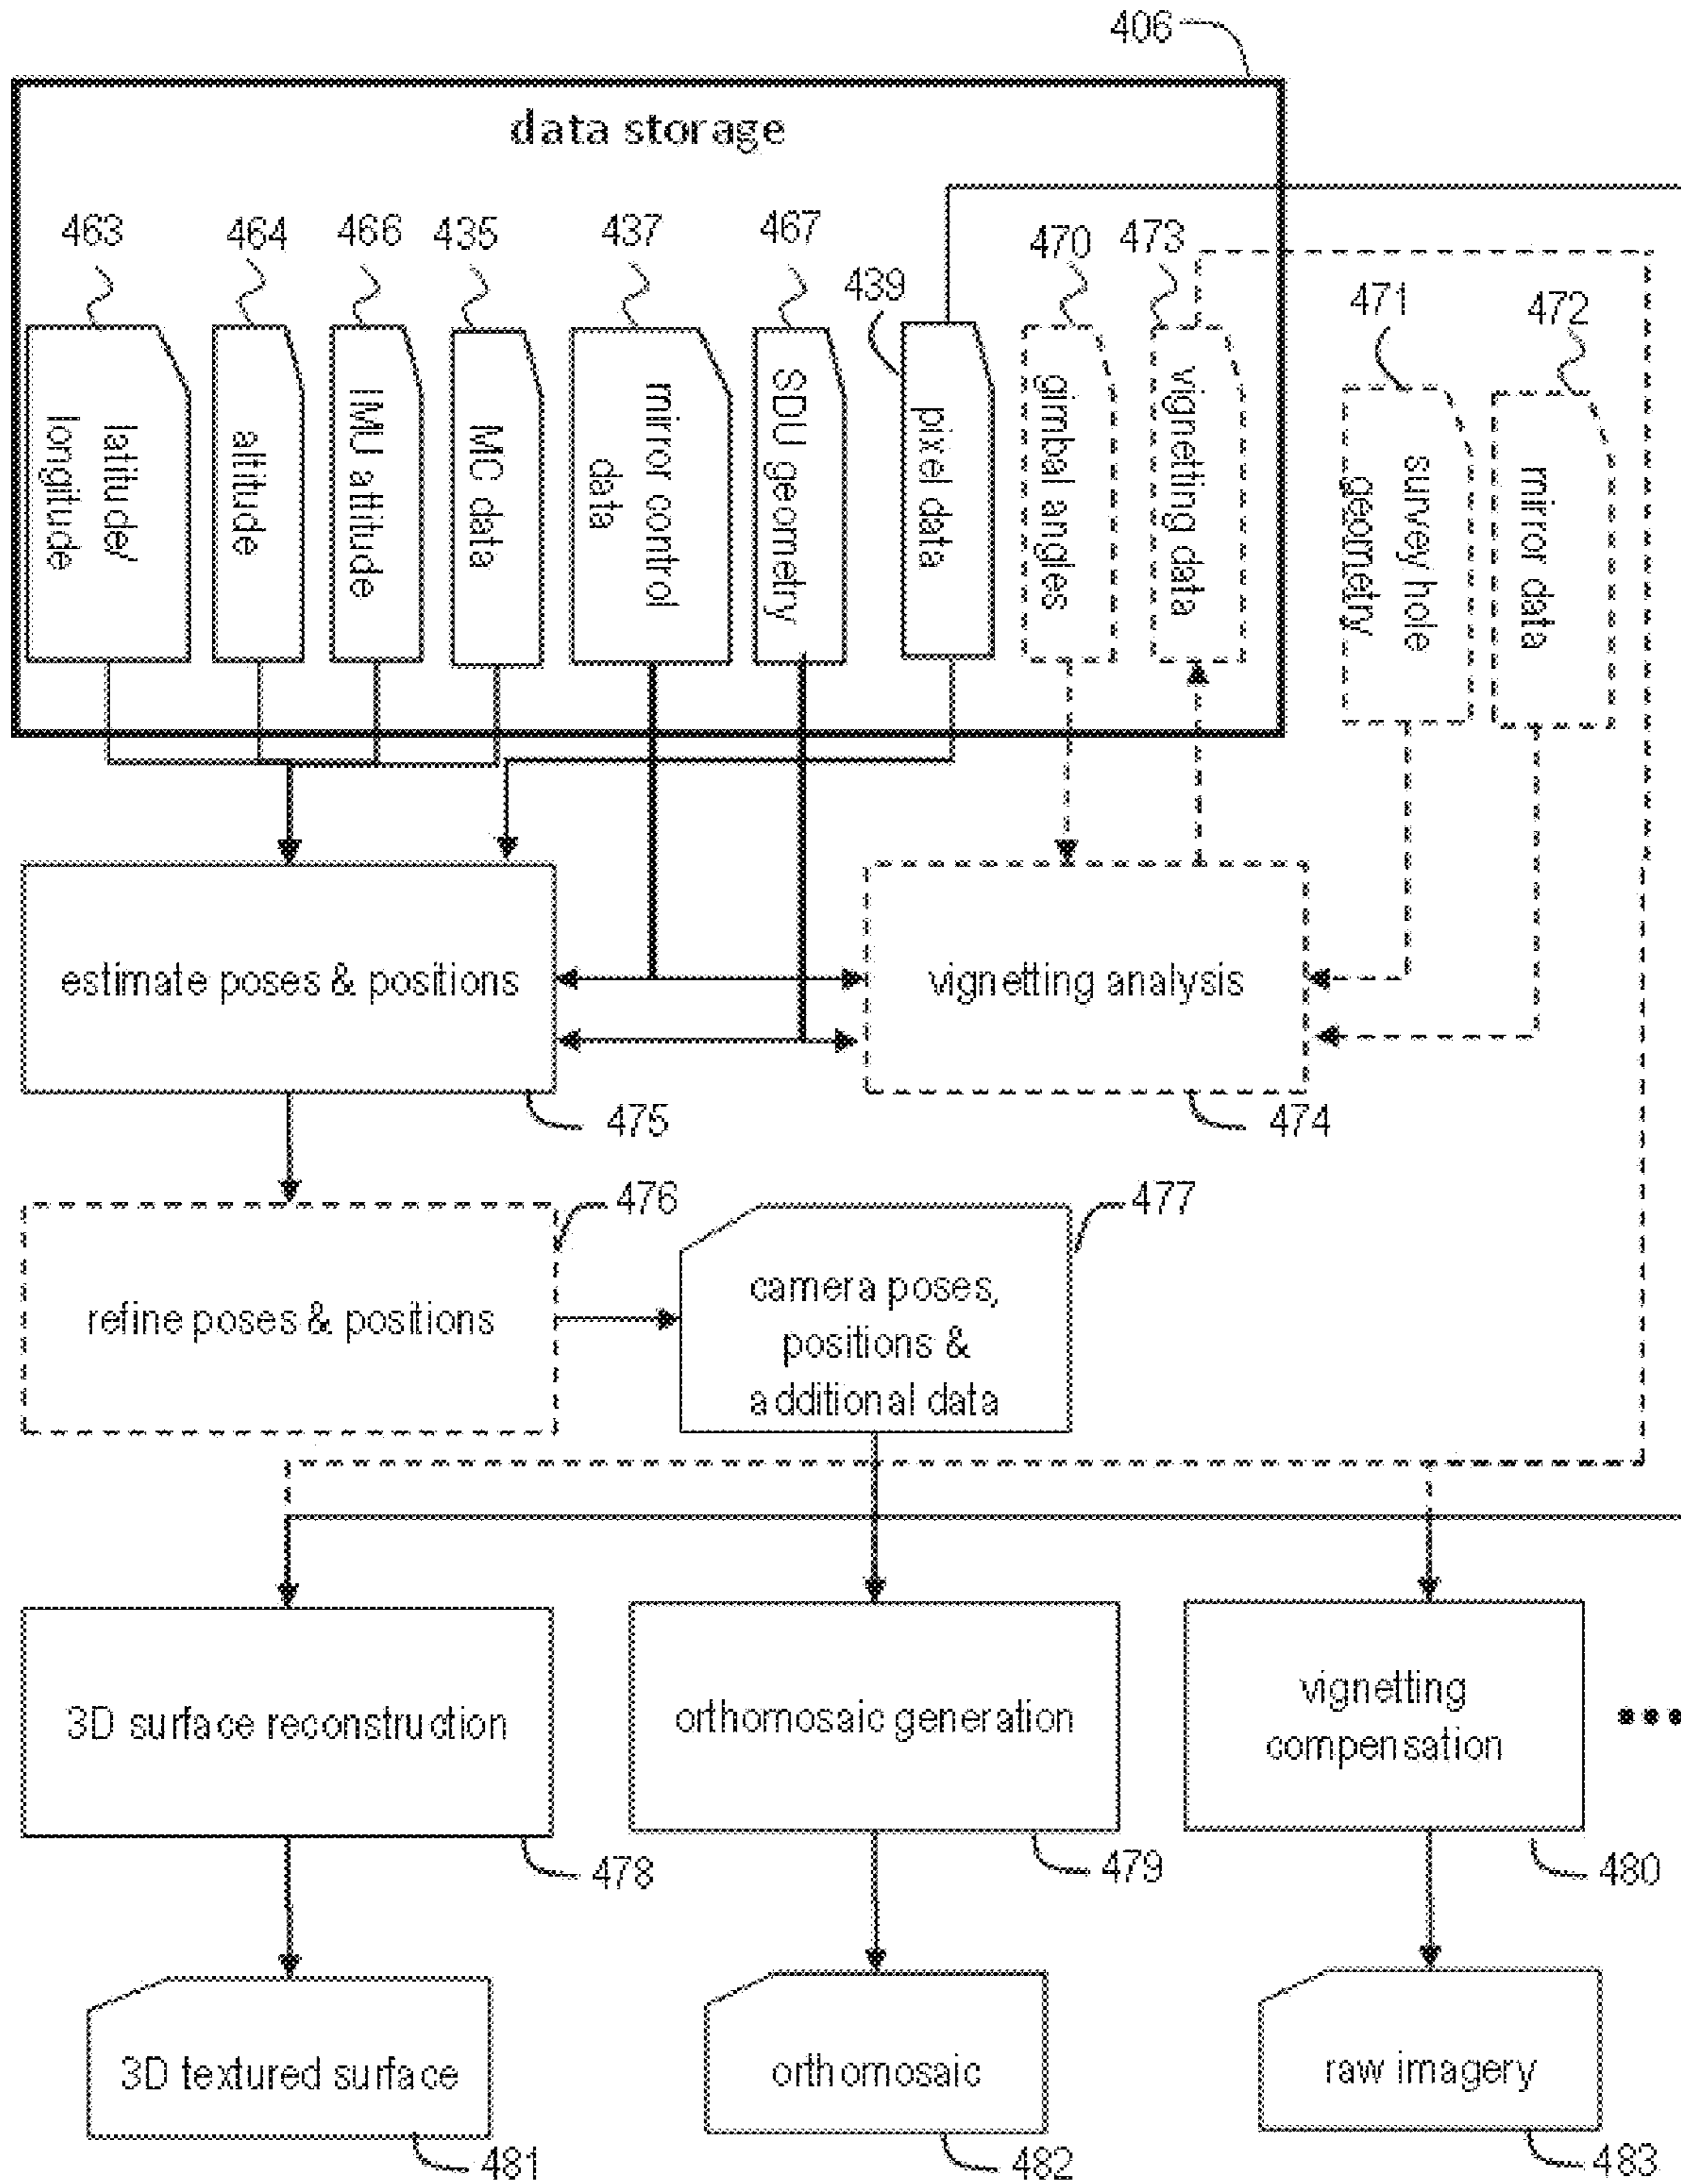 406
data storage
463
464
466
435
437
467
439
470
473
471
472
latitude/
longitude
altitude
IMU attitude
MC data
mirror control
data
SDU geometry
pixel data
gimbal angles
vignetting data
survey hole
geometry
mirror data
estimate poses & positions
vignetting analysis
475
474
476
477
refine poses & positions
camera poses,
positions &
additional data
3D surface reconstruction
orthomosaic generation
vignetting
compensation
•••
478
479
480
3D textured surface
orthomosaic
raw imagery
481
482
483